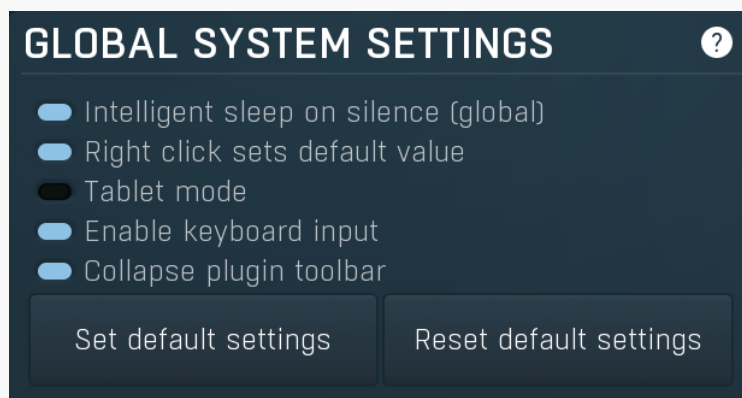 GLOBAL SYSTEM SETTINGS ?
Intelligent sleep on silence (global)
Right click sets default value
Tablet mode
Enable keyboard input
Collapse plugin toolbar
Set default settings Reset default settings